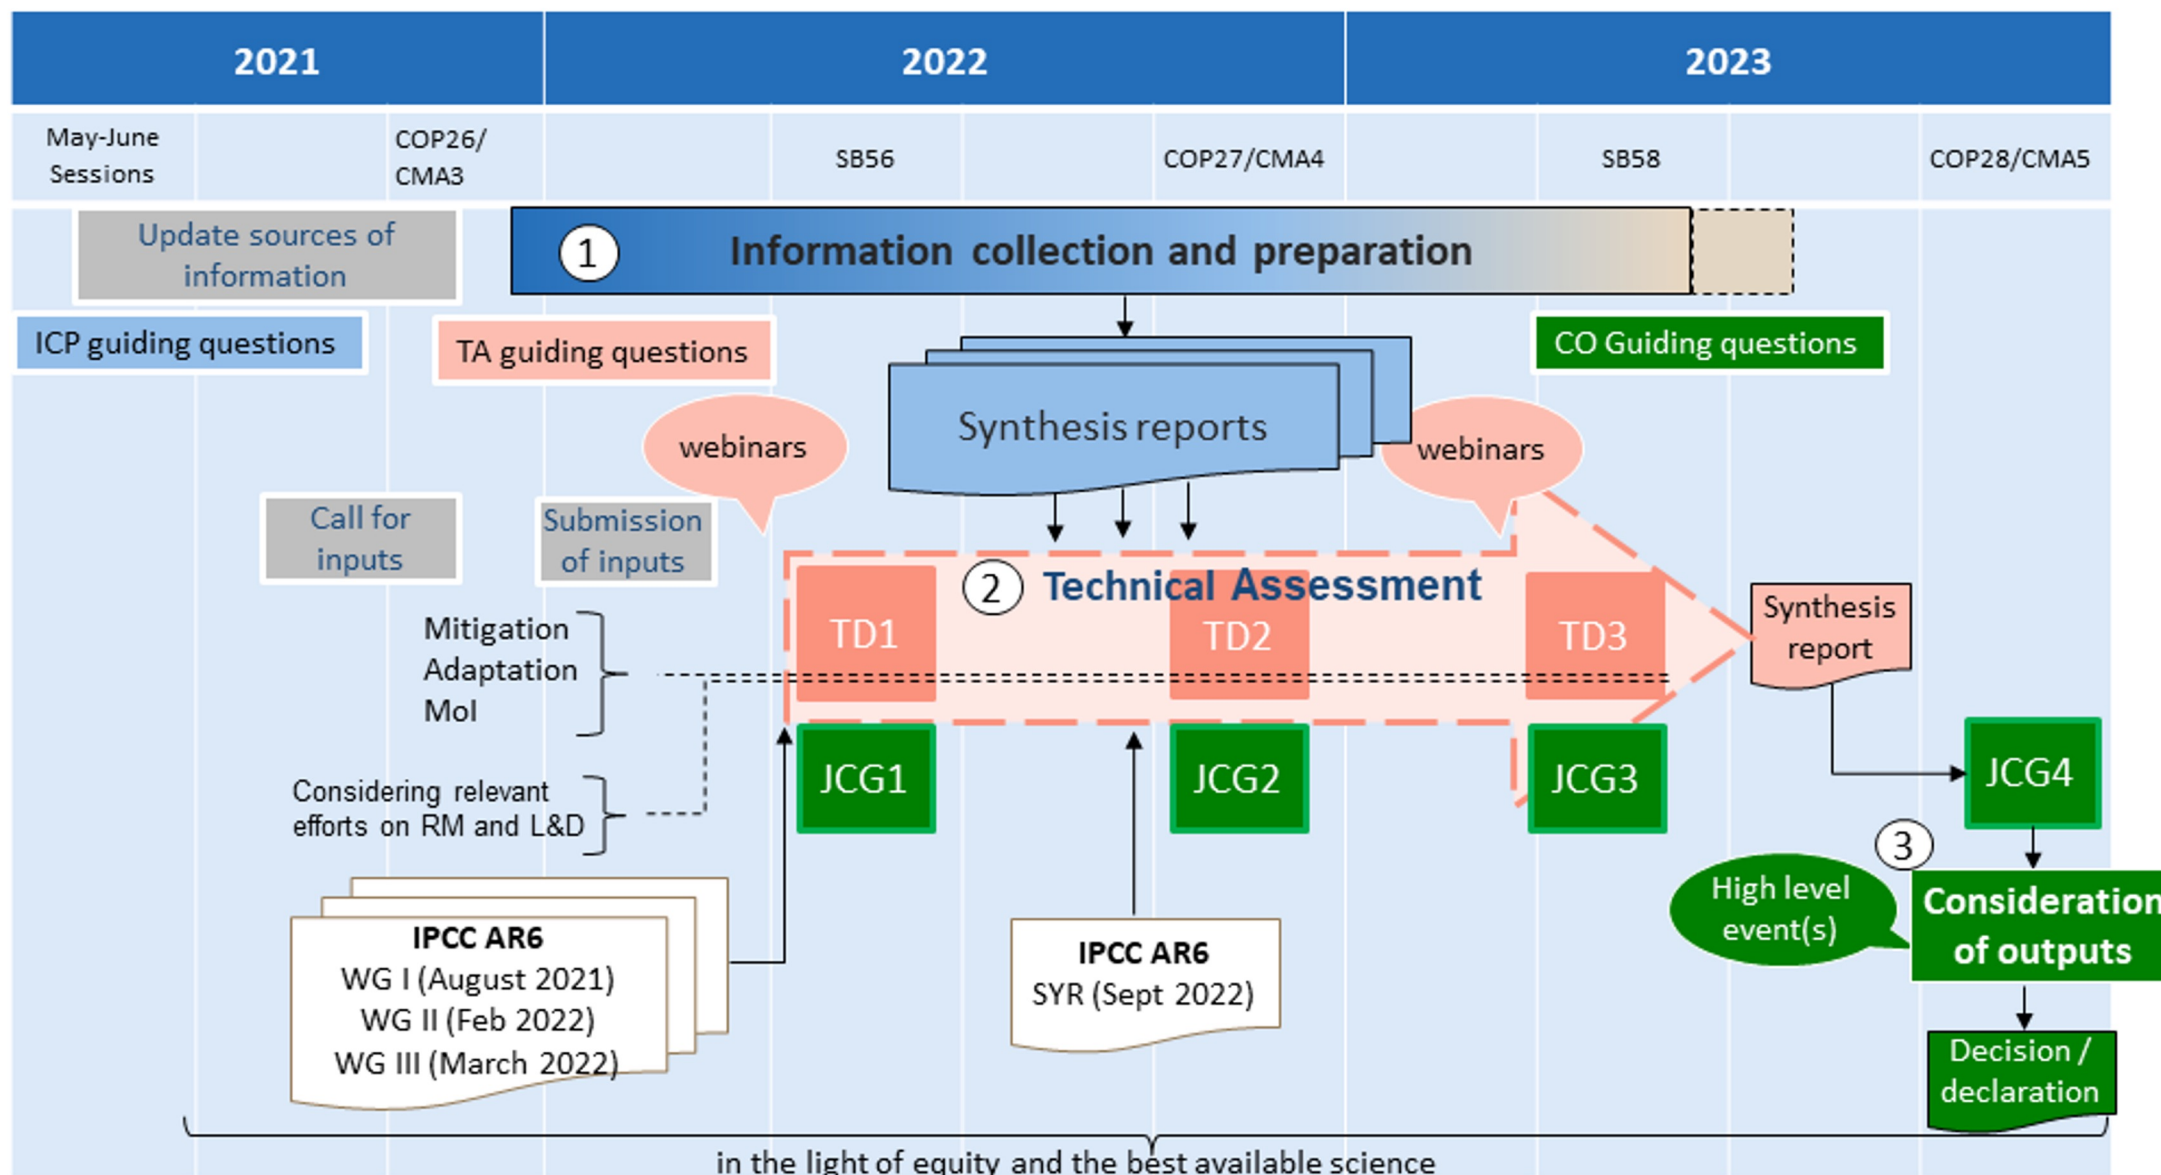 2021
2022
2023
May-June
Sessions
COP26/
CMA3
SB56
COP27/CMA4
SB58
COP28/CMA5
Update sources of
information
1
Information collection and preparation
ICP guiding questions
TA guiding questions
CO Guiding questions
webinars
Synthesis reports
webinars
Call for
inputs
Submission
of inputs
2
Technical Assessment
TD1
TD2
TD3
Synthesis
report
Mitigation
Adaptation
MoI
JCG1
JCG2
JCG3
JCG4
Considering relevant
efforts on RM and L&D
3
High level
event(s)
Consideration
of outputs
IPCC AR6
WG I (August 2021)
WG II (Feb 2022)
WG III (March 2022)
IPCC AR6
SYR (Sept 2022)
Decision /
declaration
in the light of equity and the best available science